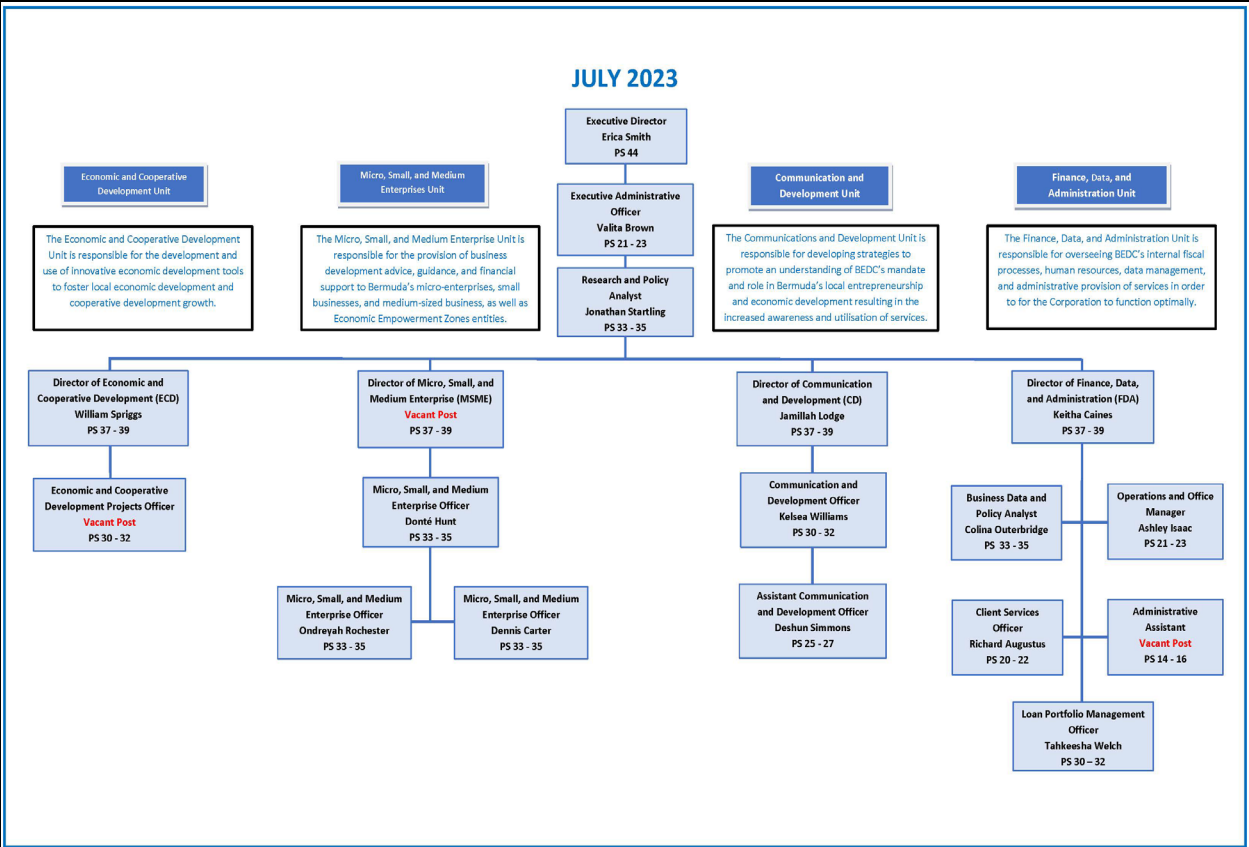 JULY 2023
Executive Director
Erica Smith
PS 44
Economic and Cooperative
Development Unit
Micro, Small, and Medium
Enterprises Unit
Executive Administrative
Officer
Valita Brown
PS 21 - 23
Communication and
Development Unit
Finance, Data, and
Administration Unit
The Economic and Cooperative Development
Unit is responsible for the development and
use of innovative economic development tools
to foster local economic development and
cooperative development growth.
The Micro, Small, and Medium Enterprise Unit is
responsible for the provision of business
development advice, guidance, and financial
support to Bermuda's micro-enterprises, small
businesses, and medium-sized business, as well as
Economic Empowerment Zones entities.
Research and Policy
Analyst
Jonathan Startling
PS 33 - 35
The Communications and Development Unit is
responsible for developing strategies to
promote an understanding of BEDC's mandate
and role in Bermuda's local entrepreneurship
and economic development resulting in the
increased awareness and utilisation of services.
The Finance, Data, and Administration Unit is
responsible for overseeing BEDC's internal fiscal
processes, human resources, data management,
and administrative provision of services in order
to for the Corporation to function optimally.
Director of Economic and
Cooperative Development (ECD)
William Spriggs
PS 37 - 39
Director of Micro, Small, and
Medium Enterprise (MSME)
Vacant Post
PS 37 - 39
Director of Communication
and Development (CD)
Jamillah Lodge
PS 37 - 39
Director of Finance, Data,
and Administration (FDA)
Keitha Caines
PS 37 - 39
Economic and Cooperative
Development Projects Officer
Vacant Post
PS 30 - 32
Micro, Small, and Medium
Enterprise Officer
Donté Hunt
PS 33 - 35
Communication and
Development Officer
Kelsea Williams
PS 30 - 32
Business Data and
Policy Analyst
Colina Outerbridge
PS 33 - 35
Operations and Office
Manager
Ashley Isaac
PS 21 - 23
Micro, Small, and Medium
Enterprise Officer
Ondreyah Rochester
PS 33 - 35
Micro, Small, and Medium
Enterprise Officer
Dennis Carter
PS 33 - 35
Assistant Communication
and Development Officer
Deshun Simmons
PS 25 - 27
Client Services
Officer
Richard Augustus
PS 20 - 22
Administrative
Assistant
Vacant Post
PS 14 - 16
Loan Portfolio Management
Officer
Tahkeesha Welch
PS 30 – 32